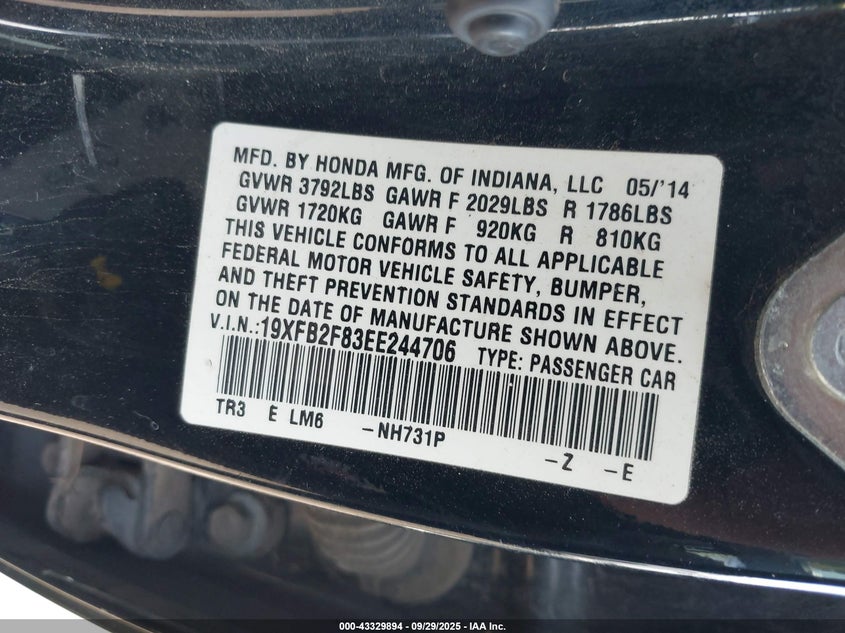 MFD. BY HONDA MFG. OF INDIANA, LLC 05/'14
GVWR 3792LBS GAWR F 2029LBS R 1786LBS
GVWR 1720KG GAWR F 920KG R 810KG
THIS VEHICLE CONFORMS TO ALL APPLICABLE
FEDERAL MOTOR VEHICLE SAFETY, BUMPER,
AND THEFT PREVENTION STANDARDS IN EFFECT
ON THE DATE OF MANUFACTURE SHOWN ABOVE.
V.I.N.:19XFB2F83EE244706 TYPE: PASSENGER CAR
TR3 E LM6 -NH731P -Z -E
000-43329894 | 09/29/2025 - IAA Inc.